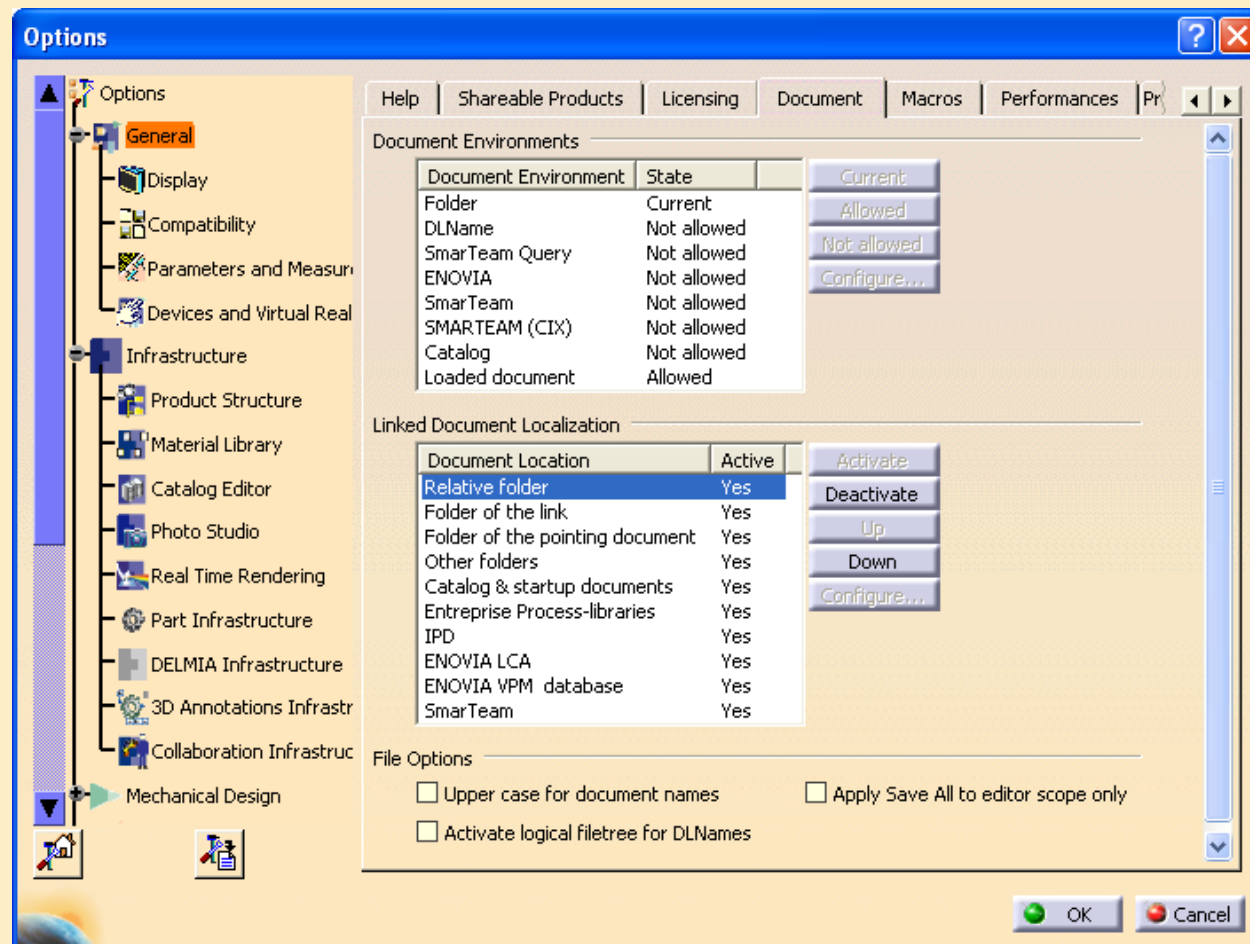 Options
Options
General
Display
Compatibility
Parameters and Measur
Devices and Virtual Real
Infrastructure
Product Structure
Material Library
Catalog Editor
Photo Studio
Real Time Rendering
Part Infrastructure
DELMIA Infrastructure
3D Annotations Infrastr
Collaboration Infrastruc
Mechanical Design
Help Shareable Products Licensing Document Macros Performances Pr
Document Environments
Document Environment State
Folder Current
DLName Not allowed
SmarTeam Query Not allowed
ENOVIA Not allowed
SmarTeam Not allowed
SMARTEAM (CIX) Not allowed
Catalog Not allowed
Loaded document Allowed
Current
Allowed
Not allowed
Configure...
Linked Document Localization
Document Location Active
Relative folder Yes
Folder of the link Yes
Folder of the pointing document Yes
Other folders Yes
Catalog & startup documents Yes
Entreprise Process-libraries Yes
IPD Yes
ENOVIA LCA Yes
ENOVIA VPM database Yes
SmarTeam Yes
Activate
Deactivate
Up
Down
Configure...
File Options
Upper case for document names Apply Save All to editor scope only
Activate logical filetree for DLNames
OK Cancel